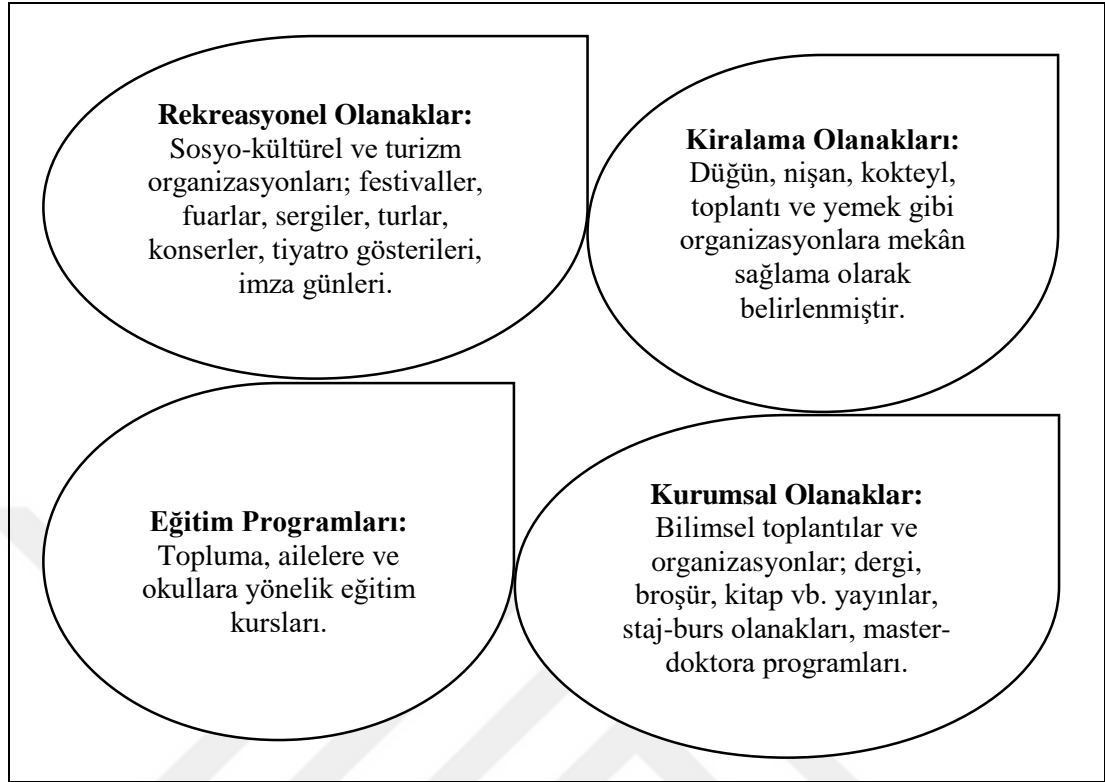 Rekreasyonel Olanaklar:
Sosyo-kültürel ve turizm
organizasyonları; festivaller,
fuarlar, sergiler, turlar,
konserler, tiyatro gösterileri,
imza günleri.
Kiralama Olanakları:
Düğün, nişan, kokteyl,
toplantı ve yemek gibi
organizasyonlara mekân
sağlama olarak
belirlenmiştir.
Eğitim Programları:
Topluma, ailelere ve
okullara yönelik eğitim
kursları.
Kurumsal Olanaklar:
Bilimsel toplantılar ve
organizasyonlar; dergi,
broşür, kitap vb. yayınlar,
staj-burs olanakları, master-
doktora programları.